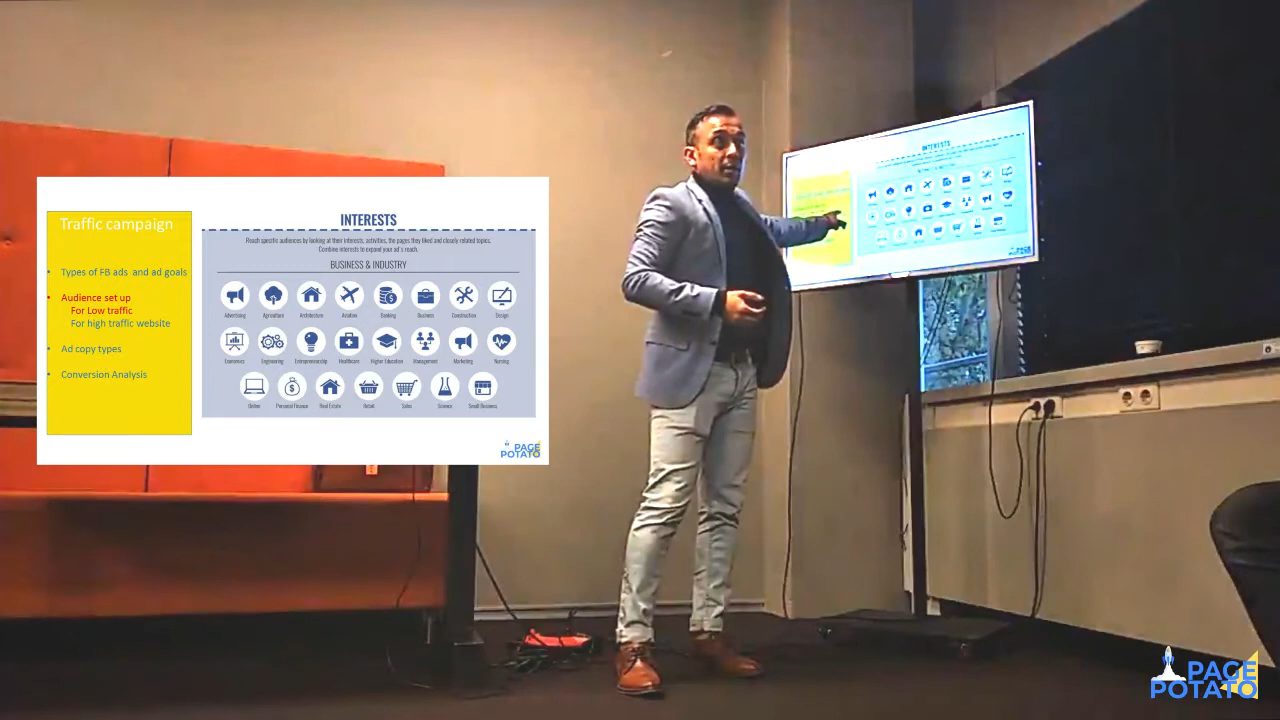 Traffic campaign
• Types of FB ads and ad goals
• Audience set up
For Low traffic
For high traffic website
• Ad copy types
• Conversion Analysis
INTERESTS
Reach specific audiences by looking at their interests, activities, the pages they liked and closely related topics.
Combine interests to expand your ad's reach.
BUSINESS & INDUSTRY
Advertising Agriculture Architecture Aviation Banking Business Construction Design
Economics Engineering Entrepreneurship Healthcare Higher Education Management Marketing Nursing
Online Personal Finance Real Estate Retail Sales Science Small Business
PAGE
POTATO
INTERESTS
PAGE
POTATO